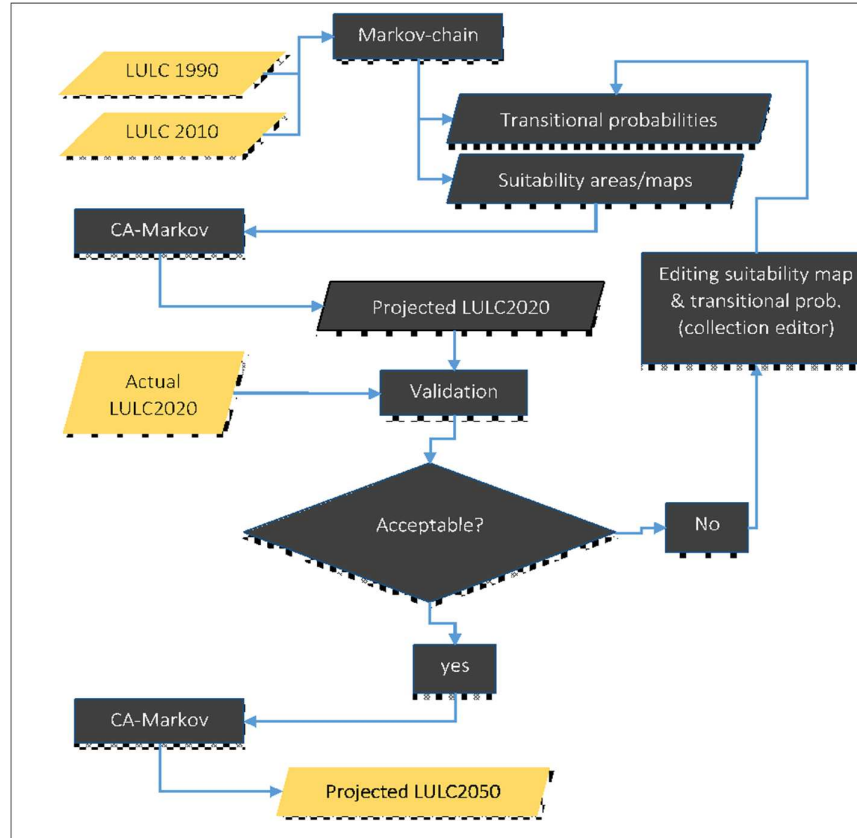 Markov-chain
LULC 1990
LULC 2010
Transitional probabilities
Suitability areas/maps
CA-Markov
Editing suitability map
& transitional prob.
(collection editor)
Projected LULC2020
Actual
LULC2020
Validation
Acceptable?
No
yes
CA-Markov
Projected LULC2050